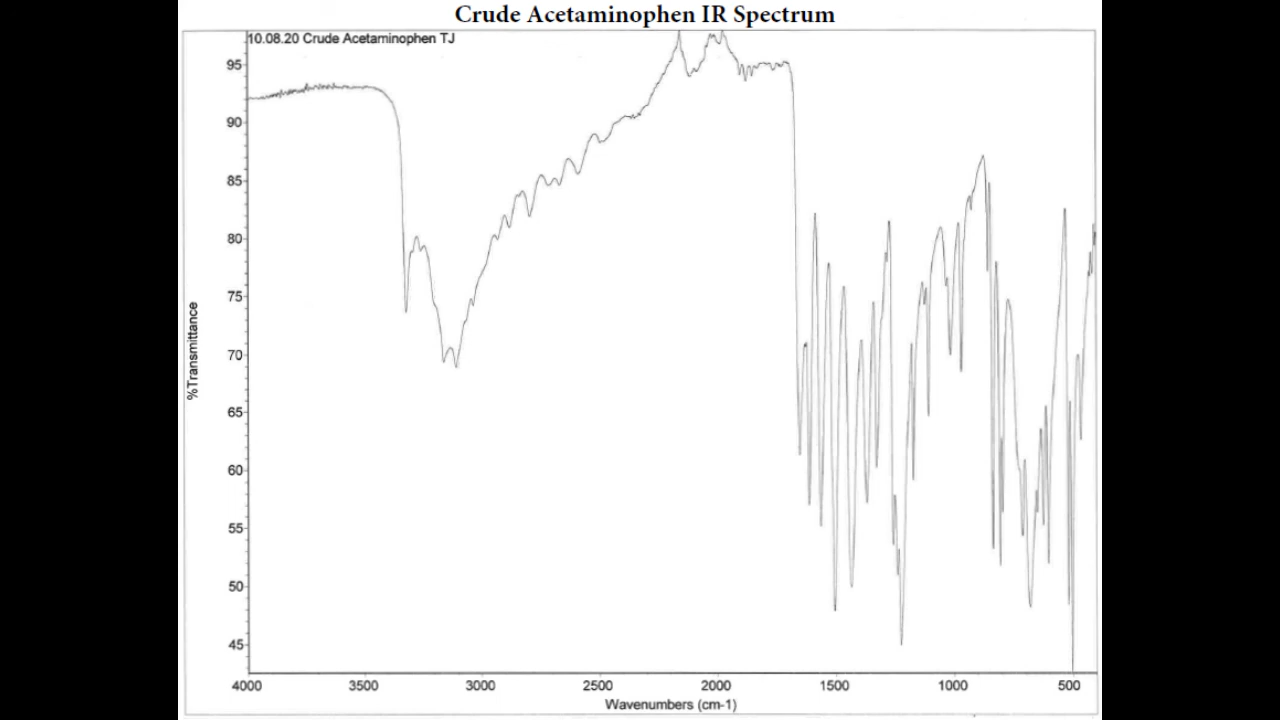 Crude Acetaminophen IR Spectrum
10.08.20 Crude Acetaminophen TJ
95
90
85
80
75
70
65
60
55
50
45
%Transmittance
4000 3500 3000 2500 2000 1500 1000 500
Wavenumbers (cm-1)